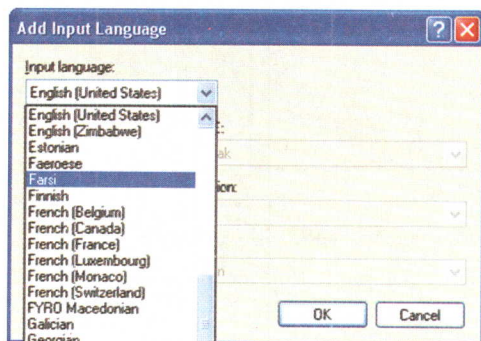 Add Input Language
Input language:
English (United States)
English (United States)
English (Zimbabwe)
Estonian
Faeroese
Farsi
Finnish
French (Belgium)
French (Canada)
French (France)
French (Luxembourg)
French (Monaco)
French (Switzerland)
FYRO Macedonian
Galician
Georgian
OK
Cancel